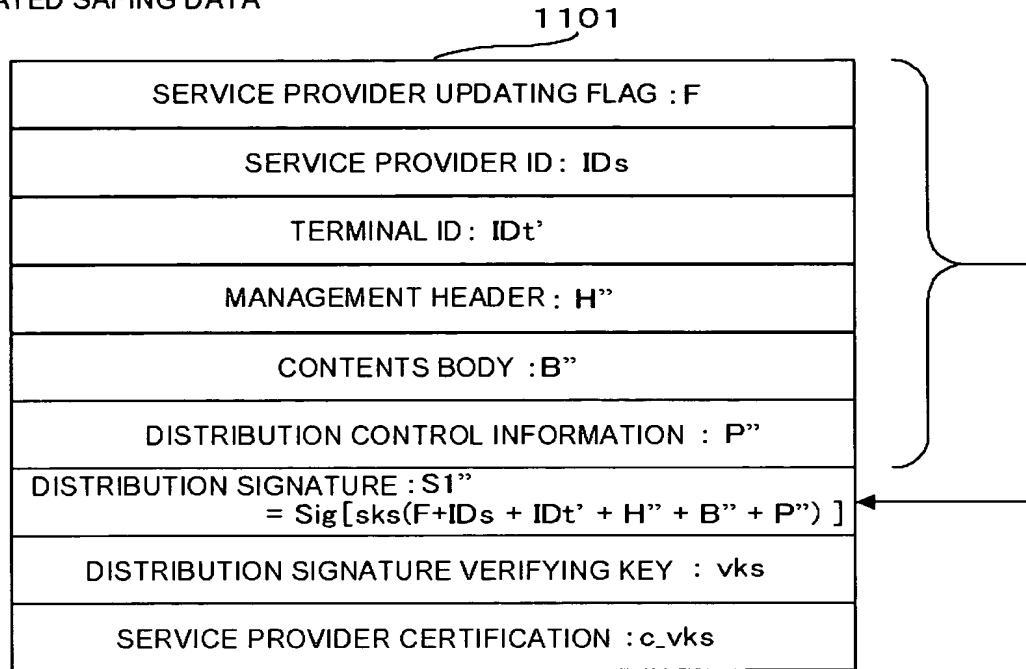 DATA
1101
SERVICE PROVIDER UPDATING FLAG : F
SERVICE PROVIDER ID : IDs
TERMINAL ID : IDt’
MANAGEMENT HEADER : H”
CONTENTS BODY : B”
DISTRIBUTION CONTROL INFORMATION : P”
DISTRIBUTION SIGNATURE : S1”
= Sig[sks(F+IDs + IDt’ + H” + B” + P”) ]
DISTRIBUTION SIGNATURE VERIFYING KEY : vks
SERVICE PROVIDER CERTIFICATION : c_vks